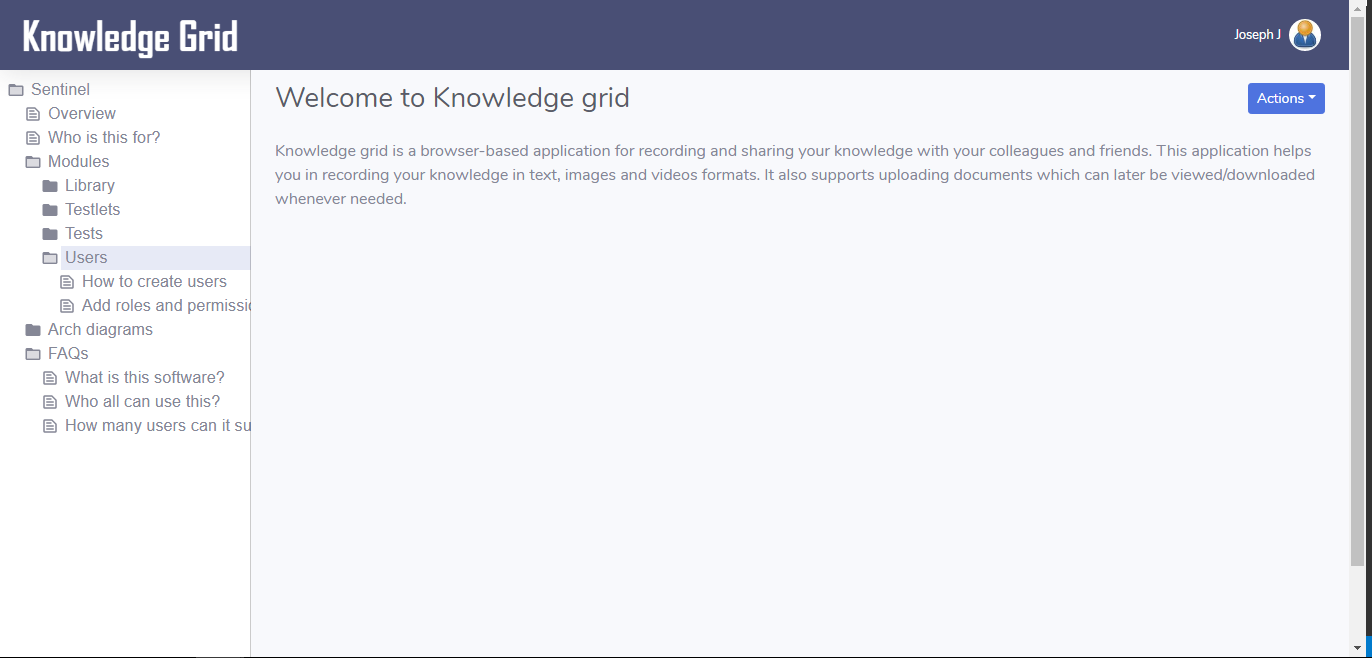 Knowledge Grid
Joseph J
Sentinel
Overview
Who is this for?
Modules
Library
Testlets
Tests
Users
How to create users
Add roles and permissi
Arch diagrams
FAQs
What is this software?
Who all can use this?
How many users can it su
Welcome to Knowledge grid
Actions
Knowledge grid is a browser-based application for recording and sharing your knowledge with your colleagues and friends. This application helps
you in recording your knowledge in text, images and videos formats. It also supports uploading documents which can later be viewed/downloaded
whenever needed.